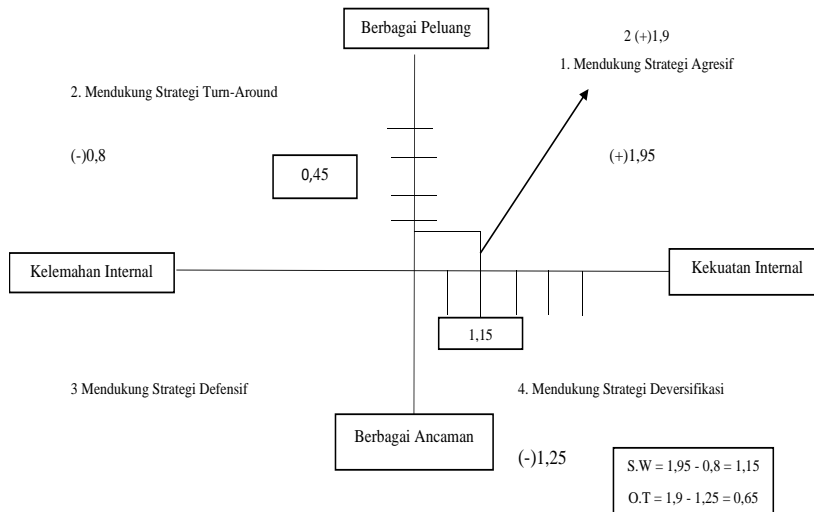 Berbagai Peluang
2 (+)1,9
1. Mendukung Strategi Agresif
2. Mendukung Strategi Turn-Around
(-)0,8
0,45
(+)1,95
Kelemahan Internal
Kekuatan Internal
1,15
3 Mendukung Strategi Defensif
4. Mendukung Strategi Deversifikasi
Berbagai Ancaman
(-)1,25
S.W = 1,95 - 0,8 = 1,15
O.T = 1,9 - 1,25 = 0,65